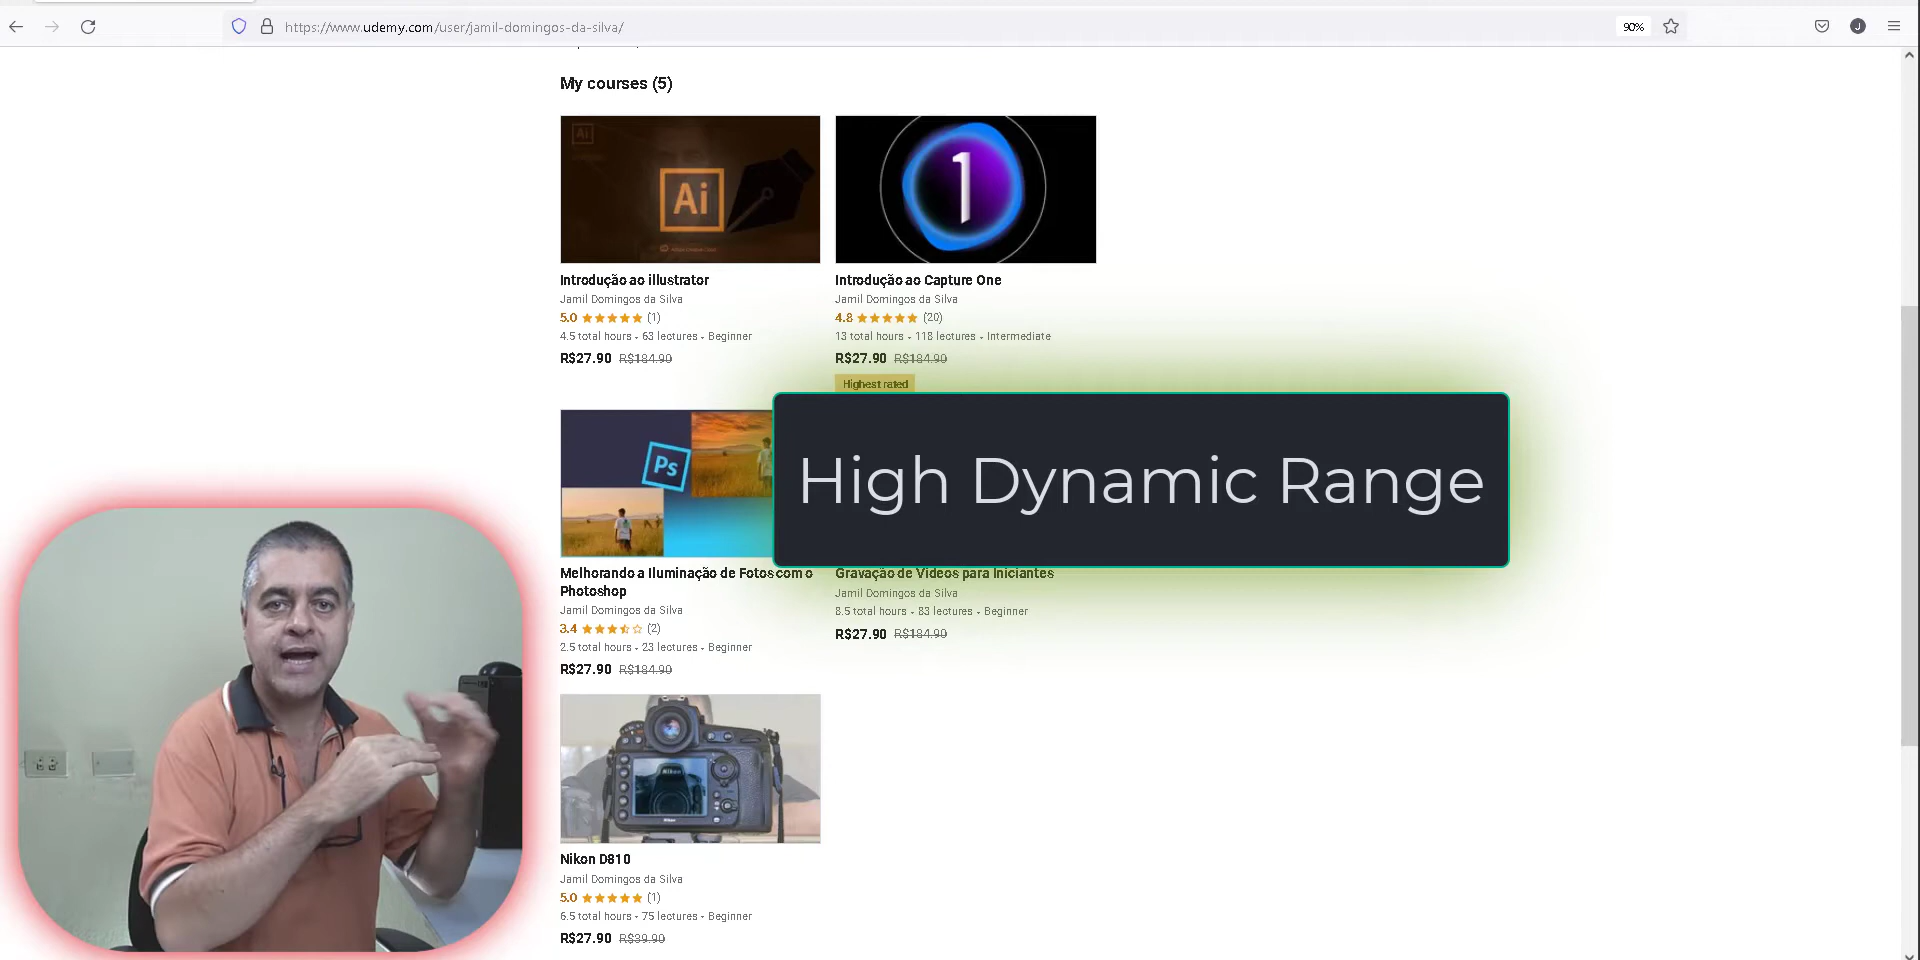 https://www.udemy.com/user/jamil-domingos-da-silva/
90%
J
My courses (5)
Ai
Ai
Introdução ao illustrator
Jamil Domingos da Silva
5.0 (1)
4.5 total hours • 63 lectures • Beginner
R$27.90 R$184.90
1
Introdução ao Capture One
Jamil Domingos da Silva
4.8 (20)
13 total hours • 118 lectures • Intermediate
R$27.90 R$184.90
Highest rated
High Dynamic Range
Ps
Melhorando a Iluminação de Fotos com o
Photoshop
Jamil Domingos da Silva
3.4 (2)
2.5 total hours • 23 lectures • Beginner
R$27.90 R$184.90
Gravação de Vídeos para Iniciantes
Jamil Domingos da Silva
8.5 total hours • 83 lectures • Beginner
R$27.90 R$184.90
Nikon
Nikon D810
Jamil Domingos da Silva
5.0 (1)
6.5 total hours • 75 lectures • Beginner
R$27.90 R$39.90